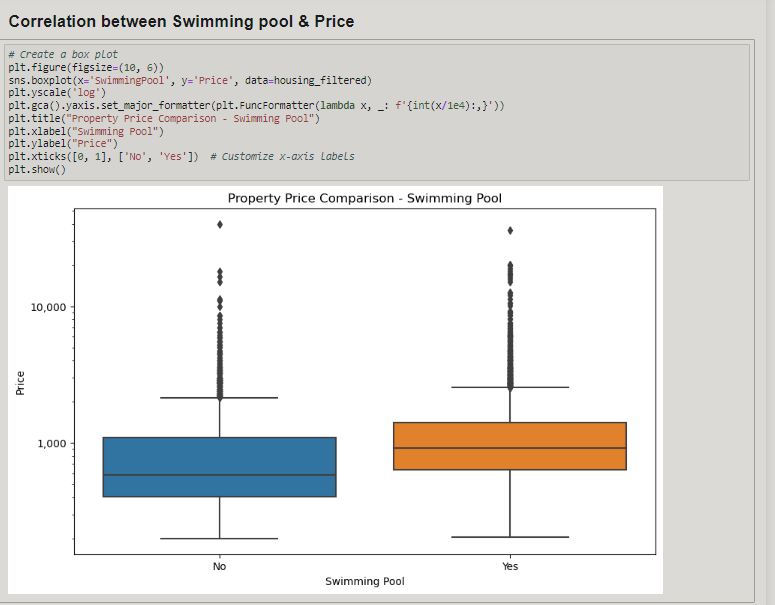 Correlation between Swimming pool & Price
# Create a box plot
plt.figure(figsize=(10, 6))
sns.boxplot(x='SwimmingPool', y='Price', data=housing_filtered)
plt.yscale('log')
plt.gca().yaxis.set_major_formatter(plt.FuncFormatter(lambda x, _: f'{int(x/1e4):,}'))
plt.title("Property Price Comparison - Swimming Pool")
plt.xlabel("Swimming Pool")
plt.ylabel("Price")
plt.xticks([0, 1], ['No', 'Yes'])  # Customize x-axis labels
plt.show()
Property Price Comparison - Swimming Pool
10,000
Price
1,000
No Yes
Swimming Pool